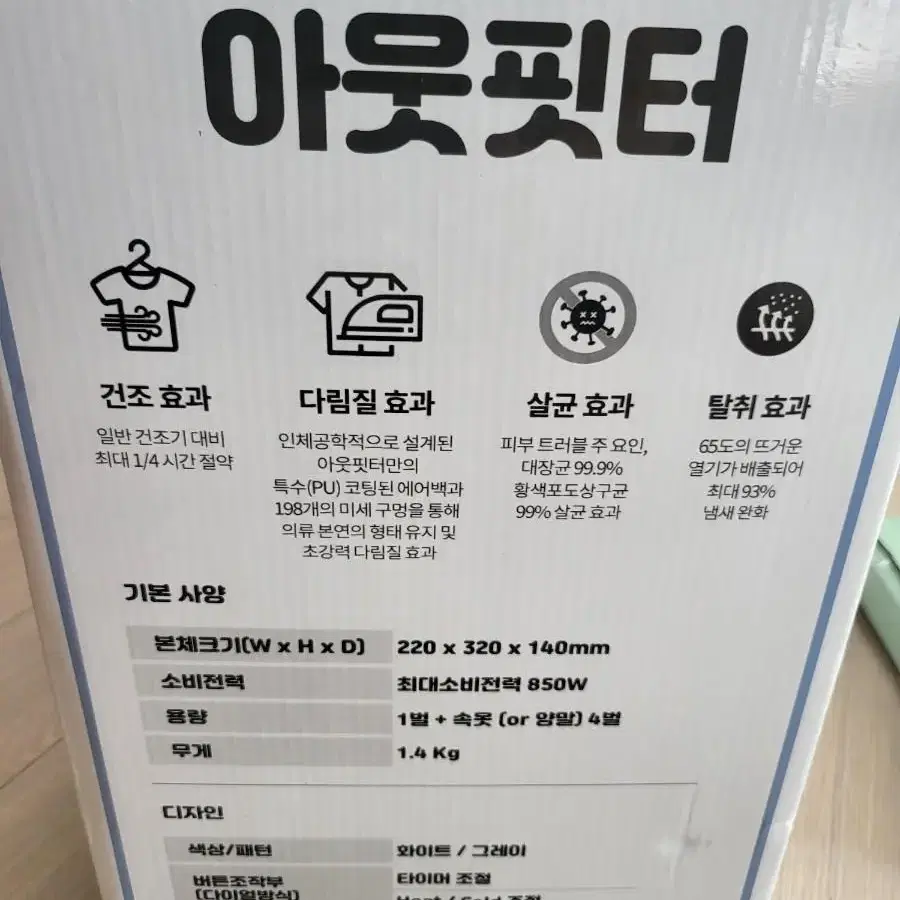 아웃핏터
건조 효과
일반 건조기 대비
최대 1/4 시간 절약
다림질 효과
인체공학적으로 설계된
아웃핏터만의
특수(PU) 코팅된 에어백과
198개의 미세 구멍을 통해
의류 본연의 형태 유지 및
초강력 다림질 효과
살균 효과
피부 트러블 주 요인,
대장균 99.9%
황색포도상구균
99% 살균 효과
탈취 효과
65도의 뜨거운
열기가 배출되어
최대 93%
냄새 완화
기본 사양
본체크기(W x H x D) 220 x 320 x 140mm
소비전력 최대소비전력 850W
용량 1벌 + 속옷 (or 양말) 4벌
무게 1.4 Kg
디자인
색상/패턴 화이트 / 그레이
버튼조작부 타이머 조절
(다이얼방식) Heat / Cold 조절